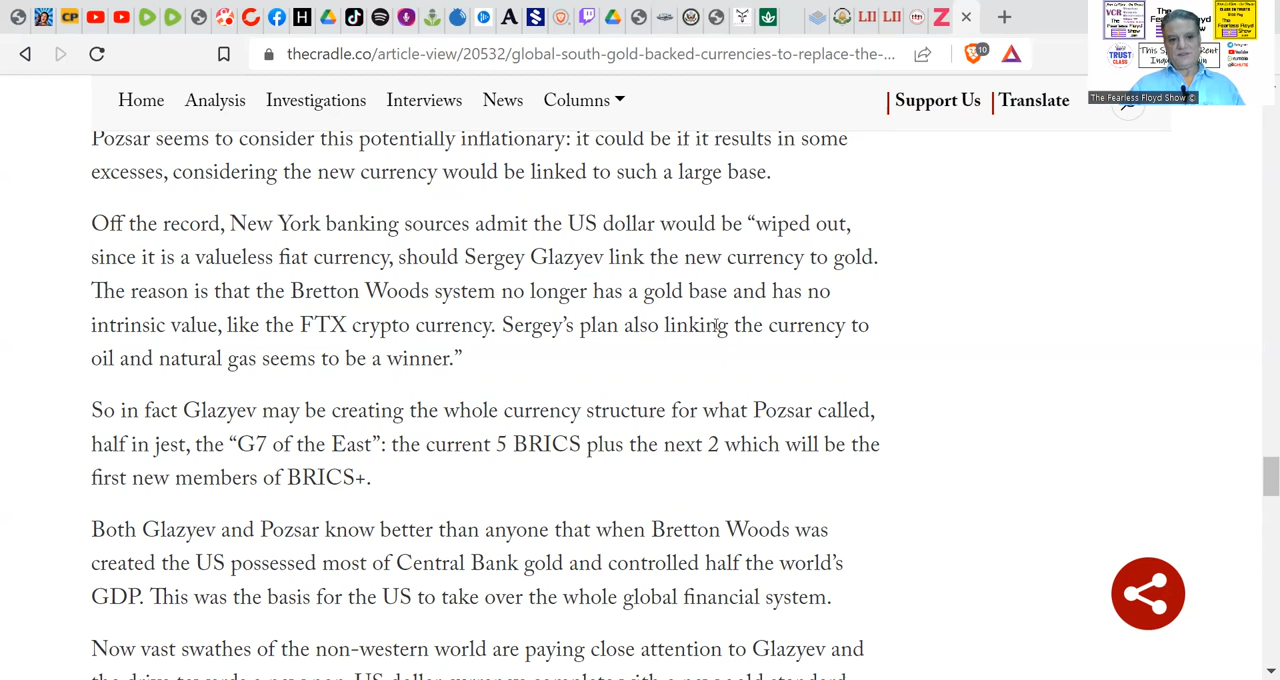 thecradle.co/article-view/20532/global-south-gold-backed-currencies-to-replace-the-...
10
TRUST
CLASS
The Fearless Floyd Show ©
Home Analysis Investigations Interviews News Columns Support Us Translate
Pozsar seems to consider this potentially inflationary: it could be if it results in some
excesses, considering the new currency would be linked to such a large base.
Off the record, New York banking sources admit the US dollar would be “wiped out,
since it is a valueless fiat currency, should Sergey Glazyev link the new currency to gold.
The reason is that the Bretton Woods system no longer has a gold base and has no
intrinsic value, like the FTX crypto currency. Sergey’s plan also linking the currency to
oil and natural gas seems to be a winner.”
So in fact Glazyev may be creating the whole currency structure for what Pozsar called,
half in jest, the “G7 of the East”: the current 5 BRICS plus the next 2 which will be the
first new members of BRICS+.
Both Glazyev and Pozsar know better than anyone that when Bretton Woods was
created the US possessed most of Central Bank gold and controlled half the world’s
GDP. This was the basis for the US to take over the whole global financial system.
Now vast swathes of the non-western world are paying close attention to Glazyev and